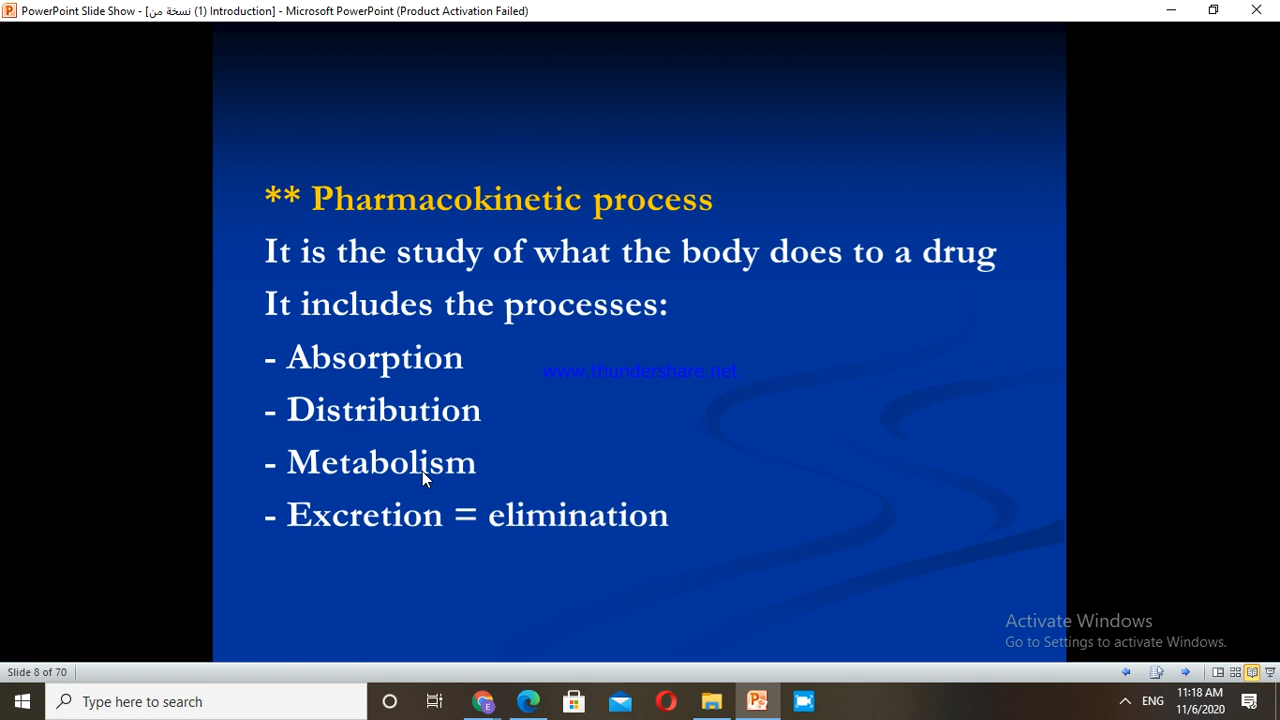 PowerPoint Slide Show - [نسخة من (1) Introduction] - Microsoft PowerPoint (Product Activation Failed)
** Pharmacokinetic process
It is the study of what the body does to a drug
It includes the processes:
- Absorption
www.thundershare.net
- Distribution
- Metabolism
- Excretion = elimination
Activate Windows
Go to Settings to activate Windows.
Slide 8 of 70
Type here to search
ENG
11:18 AM
11/6/2020